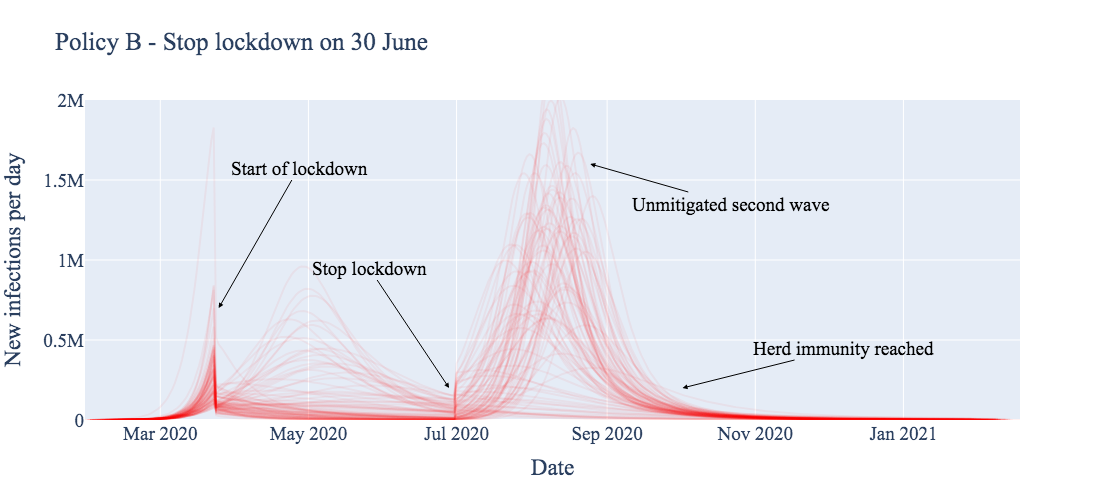 Policy B - Stop lockdown on 30 June
New infections per day
2M
1.5M
1M
0.5M
0
Start of lockdown
Stop lockdown
Unmitigated second wave
Herd immunity reached
Mar 2020
May 2020
Jul 2020
Sep 2020
Nov 2020
Jan 2021
Date